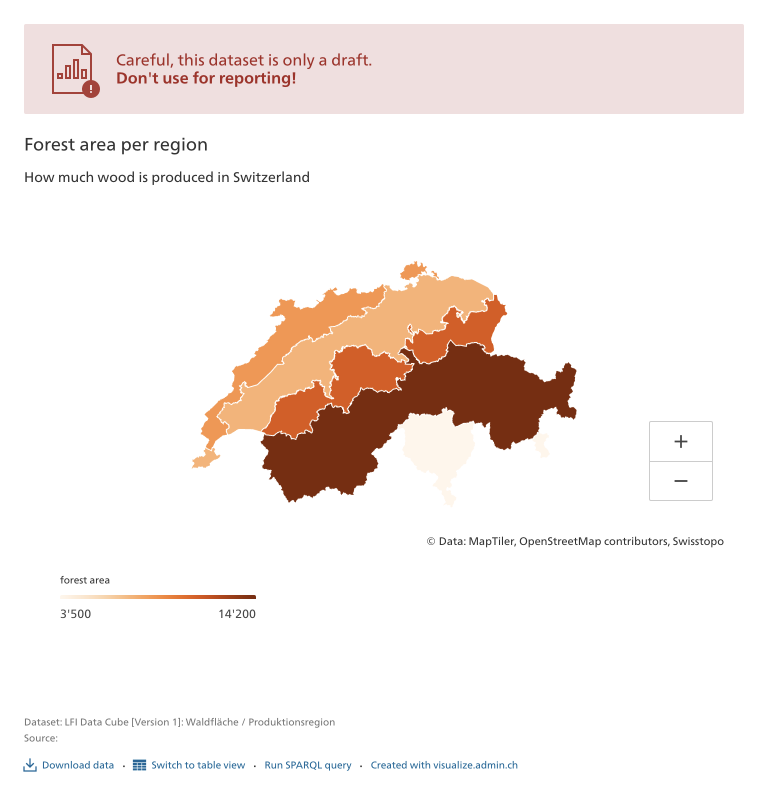 Careful, this dataset is only a draft.
Don't use for reporting!
Forest area per region
How much wood is produced in Switzerland
+
−
© Data: MapTiler, OpenStreetMap contributors, Swisstopo
forest area
3'500 14'200
Dataset: LFI Data Cube [Version 1]: Waldfläche / Produktionsregion
Source:
Download data · Switch to table view · Run SPARQL query · Created with visualize.admin.ch